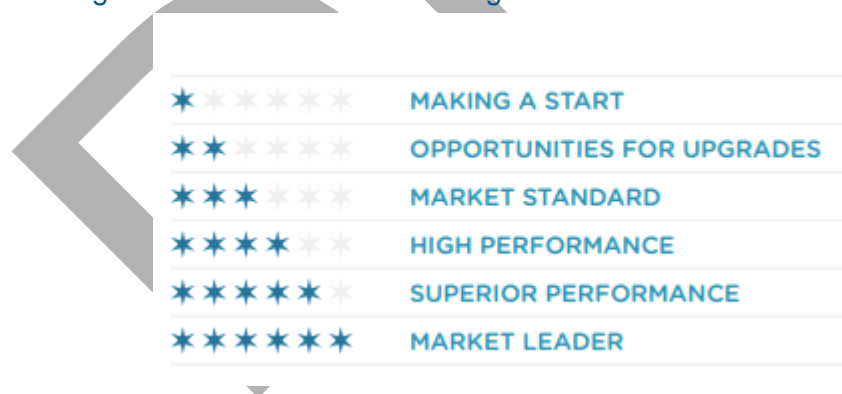 MAKING A START
OPPORTUNITIES FOR UPGRADES
MARKET STANDARD
HIGH PERFORMANCE
SUPERIOR PERFORMANCE
MARKET LEADER